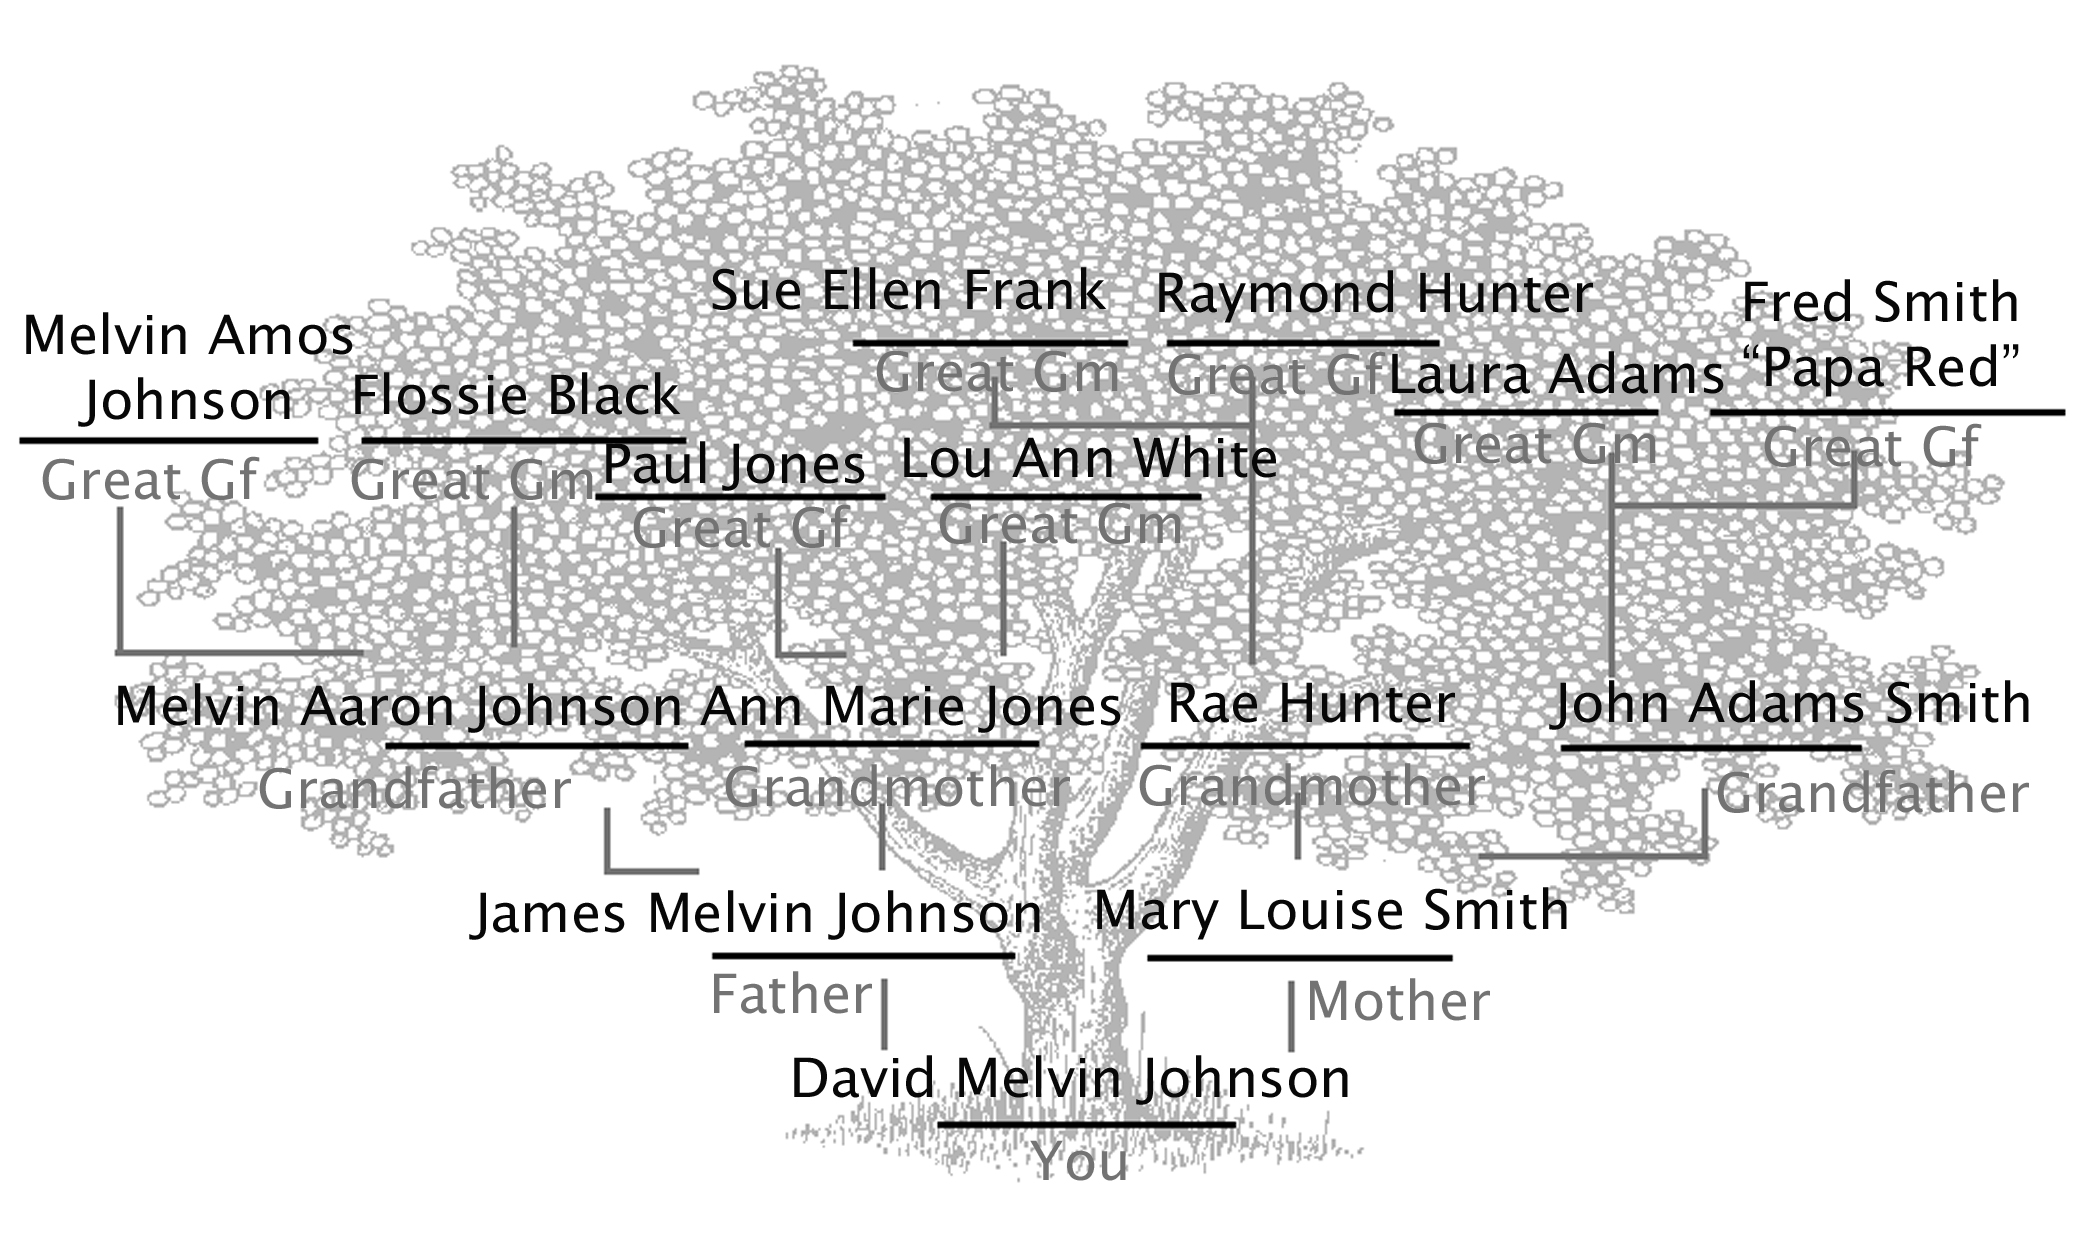 Sue Ellen Frank
Great Gm
Raymond Hunter
Great Gf
Fred Smith
“Papa Red”
Great Gf
Laura Adams
Great Gm
Melvin Amos
Johnson
Great Gf
Flossie Black
Great Gm
Paul Jones
Great Gf
Lou Ann White
Great Gm
Melvin Aaron Johnson
Grandfather
Ann Marie Jones
Grandmother
Rae Hunter
Grandmother
John Adams Smith
Grandfather
James Melvin Johnson
Father
Mary Louise Smith
Mother
David Melvin Johnson
You